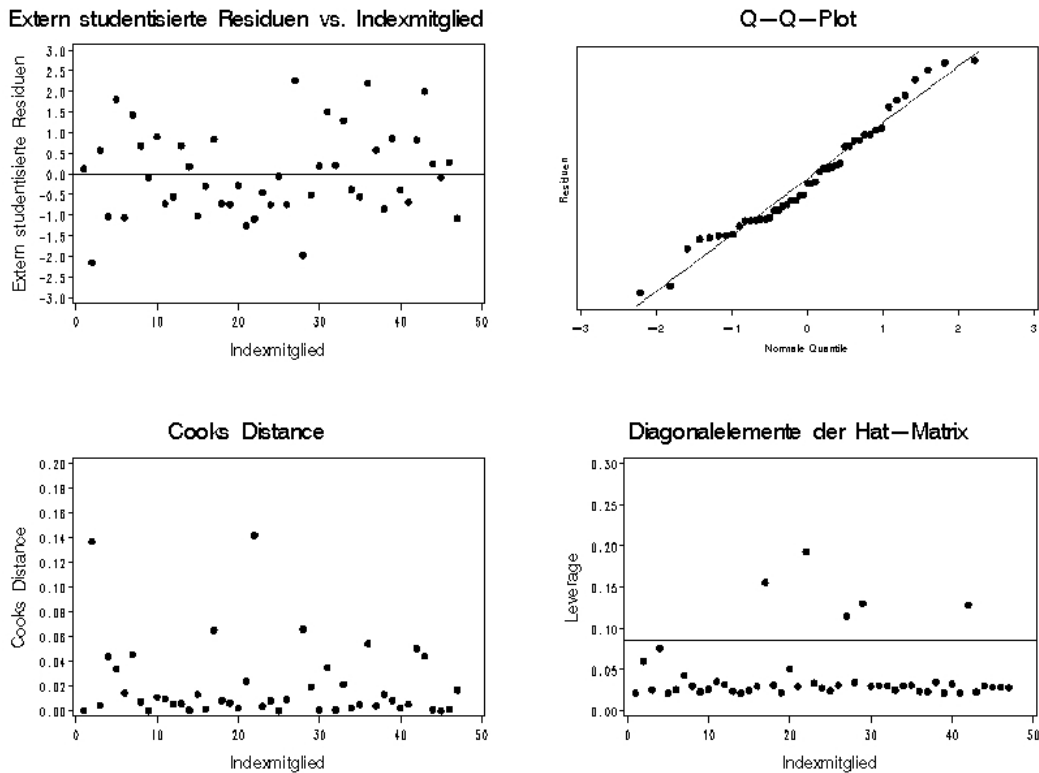 Extern studentisierte Residuen vs. Indexmitglied
Extern studentisierte Residuen
3.0
2.5
2.0
1.5
1.0
0.5
0.0
-0.5
-1.0
-1.5
-2.0
-2.5
-3.0
0 10 20 30 40 50
Indexmitglied
Q-Q-Plot
Residuen
-3 -2 -1 0 1 2 3
Normale Quantile
Cooks Distance
Cooks Distance
0.20
0.18
0.16
0.14
0.12
0.10
0.08
0.06
0.04
0.02
0.00
0 10 20 30 40 50
Indexmitglied
Diagonalelemente der Hat-Matrix
Leverage
0.30
0.25
0.20
0.15
0.10
0.05
0.00
0 10 20 30 40 50
Indexmitglied